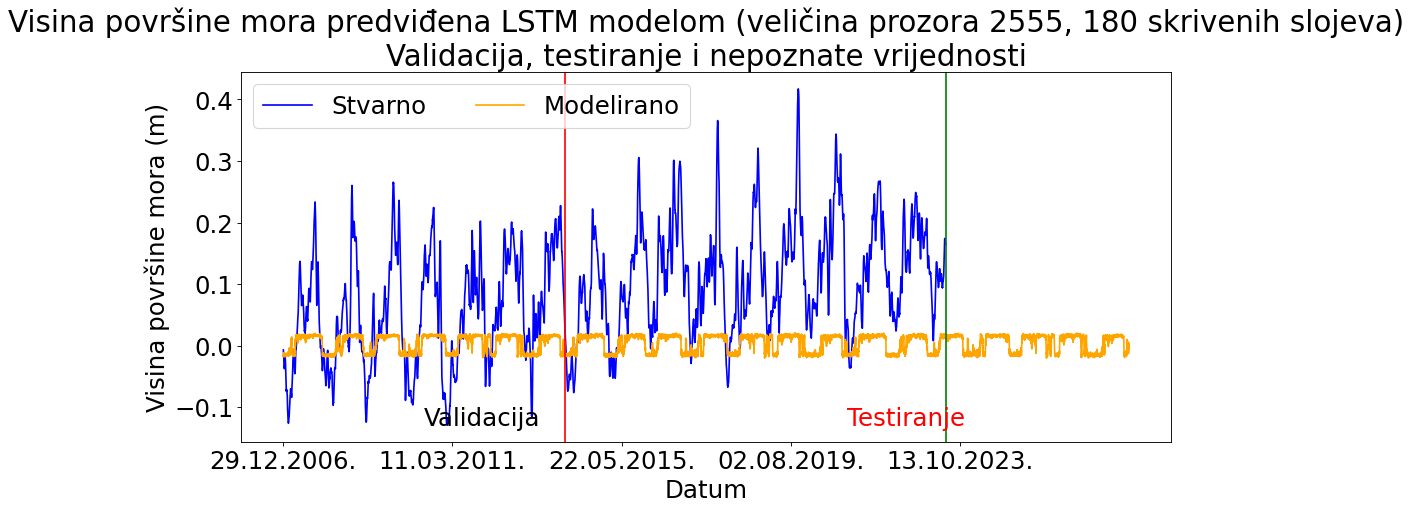 Visina površine mora predviđena LSTM modelom (veličina prozora 2555, 180 skrivenih slojeva)
Validacija, testiranje i nepoznate vrijednosti
Stvarno
Modelirano
Visina površine mora (m)
0.4
0.3
0.2
0.1
0.0
−0.1
Validacija
Testiranje
29.12.2006.
11.03.2011.
22.05.2015.
02.08.2019.
13.10.2023.
Datum